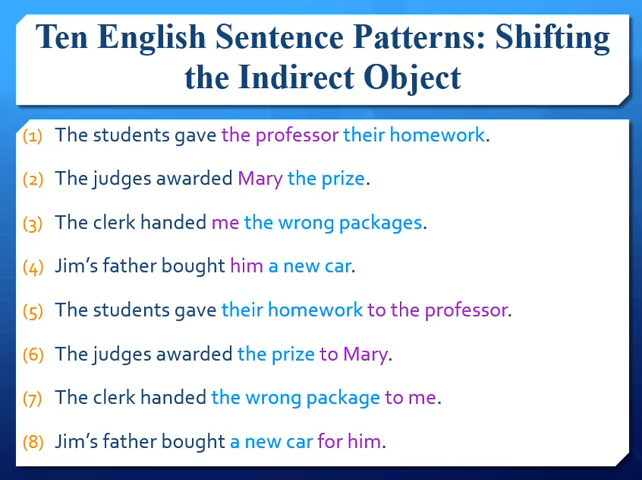 Ten English Sentence Patterns: Shifting
the Indirect Object
(1) The students gave the professor their homework.
(2) The judges awarded Mary the prize.
(3) The clerk handed me the wrong packages.
(4) Jim's father bought him a new car.
(5) The students gave their homework to the professor.
(6) The judges awarded the prize to Mary.
(7) The clerk handed the wrong package to me.
(8) Jim's father bought a new car for him.